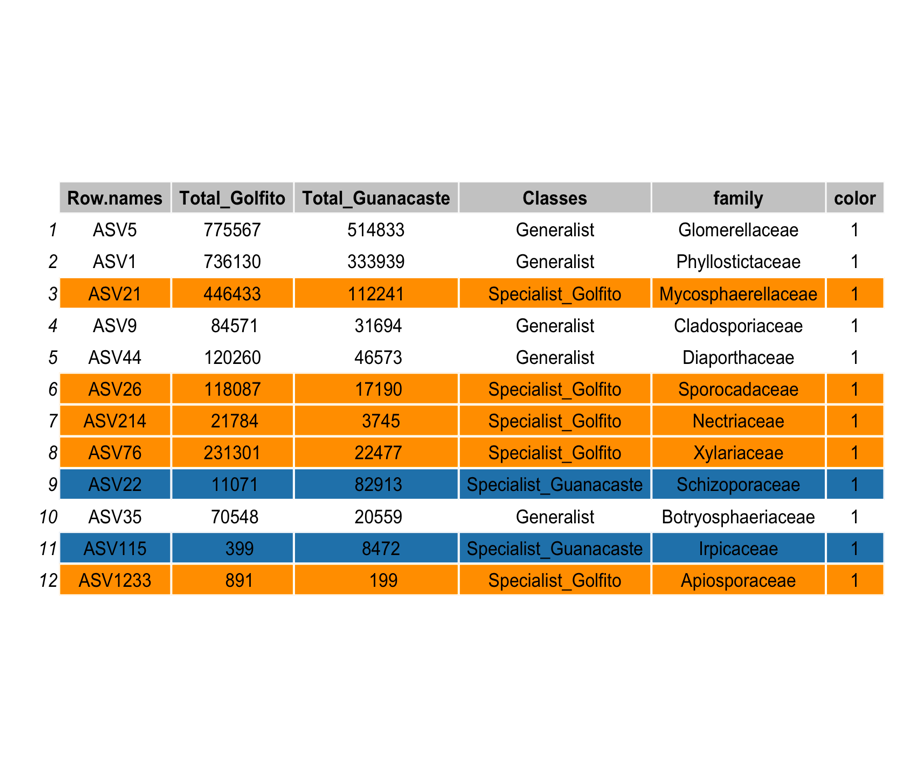 Row.names Total_Golfito Total_Guanacaste Classes family color
1 ASV5 775567 514833 Generalist Glomerellaceae 1
2 ASV1 736130 333939 Generalist Phyllostictaceae 1
3 ASV21 446433 112241 Specialist_Golfito Mycosphaerellaceae 1
4 ASV9 84571 31694 Generalist Cladosporiaceae 1
5 ASV44 120260 46573 Generalist Diaporthaceae 1
6 ASV26 118087 17190 Specialist_Golfito Sporocadaceae 1
7 ASV214 21784 3745 Specialist_Golfito Nectriaceae 1
8 ASV76 231301 22477 Specialist_Golfito Xylariaceae 1
9 ASV22 11071 82913 Specialist_Guanacaste Schizoporaceae 1
10 ASV35 70548 20559 Generalist Botryosphaeriaceae 1
11 ASV115 399 8472 Specialist_Guanacaste Irpicaceae 1
12 ASV1233 891 199 Specialist_Golfito Apiosporaceae 1